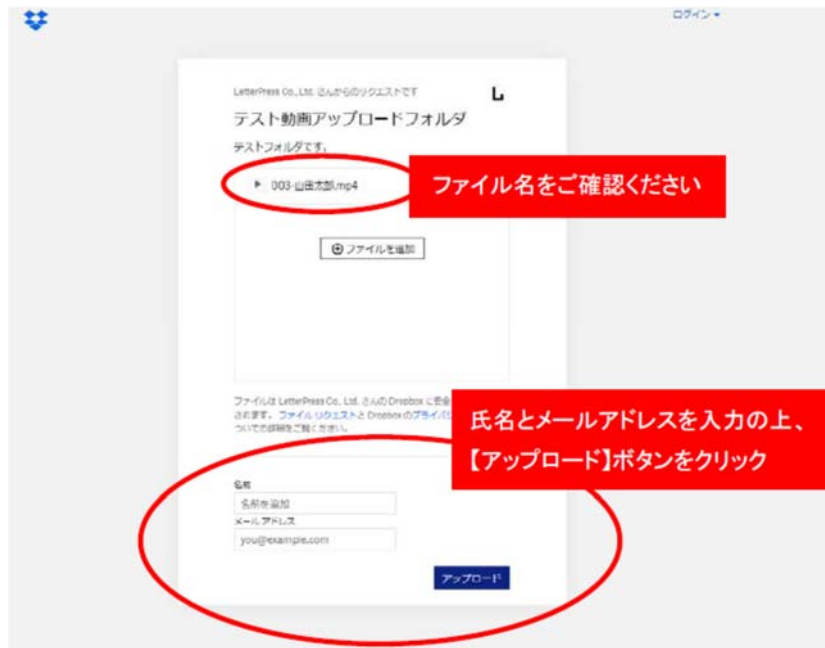 ログイン
LetterPress Co., Ltd. さんからのリクエストです
テスト動画アップロードフォルダ
テストフォルダです。
003-山田太郎.mp4
ファイル名をご確認ください
ファイルを追加
ファイルは LetterPress Co., Ltd. さんの Dropbox に安全
されます。 ファイル リクエストと Dropbox のプライバシ
ついての詳細をご覧ください。
氏名とメールアドレスを入力の上、
【アップロード】ボタンをクリック
名前
名前を追加
メール アドレス
you@example.com
アップロード